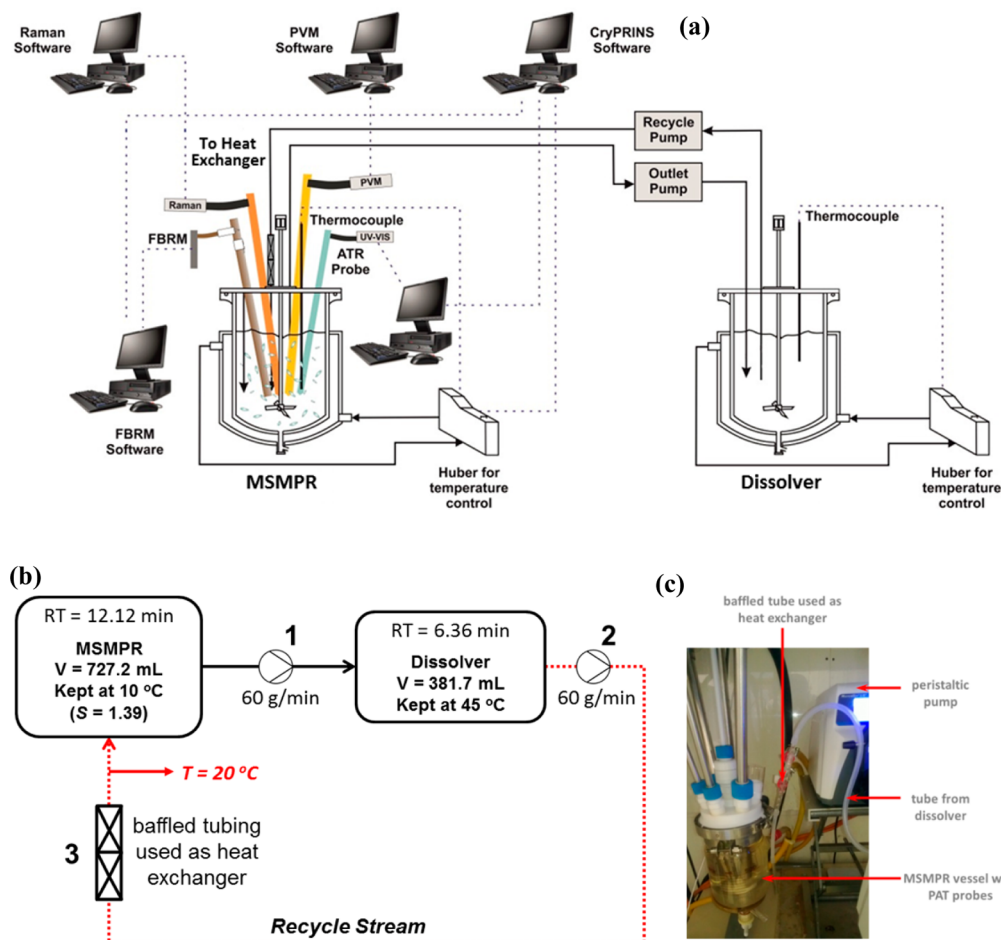 Raman
Software
PVM
Software
CryPRINS
Software
(a)
To Heat
Exchanger
Recycle
Pump
Outlet
Pump
Raman
PVM
Thermocouple
FBRM
UV-VIS
ATR
Probe
Thermocouple
FBRM
Software
MSMPR
Huber for
temperature
control
Dissolver
Huber for
temperature
control
(b)
RT = 12.12 min
MSMPR
V = 727.2 mL
Kept at 10 °C
(S = 1.39)
1
60 g/min
RT = 6.36 min
Dissolver
V = 381.7 mL
Kept at 45 °C
2
60 g/min
T = 20 °C
3
baffled tubing
used as heat
exchanger
Recycle Stream
(c)
baffled tube used as
heat exchanger
peristaltic
pump
tube from
dissolver
MSMPR vessel w
PAT probes